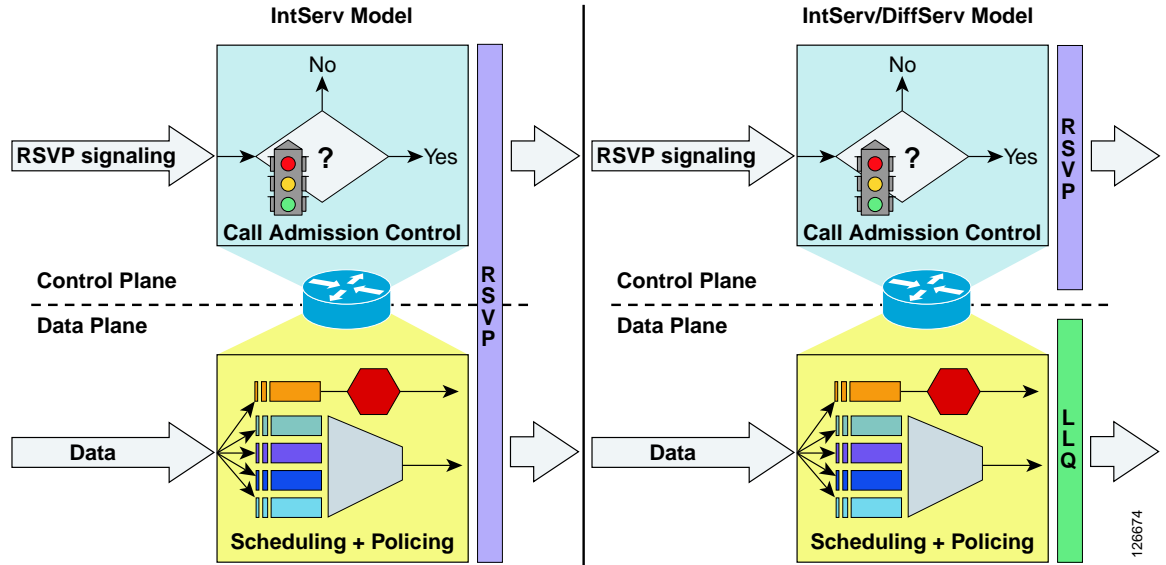 IntServ Model
No
RSVP signaling
?
Yes
Call Admission Control
Control Plane
Data Plane
R
S
V
P
Data
Scheduling + Policing
IntServ/DiffServ Model
No
RSVP signaling
?
Yes
Call Admission Control
R
S
V
P
Control Plane
Data Plane
Data
Scheduling + Policing
L
L
Q
126674